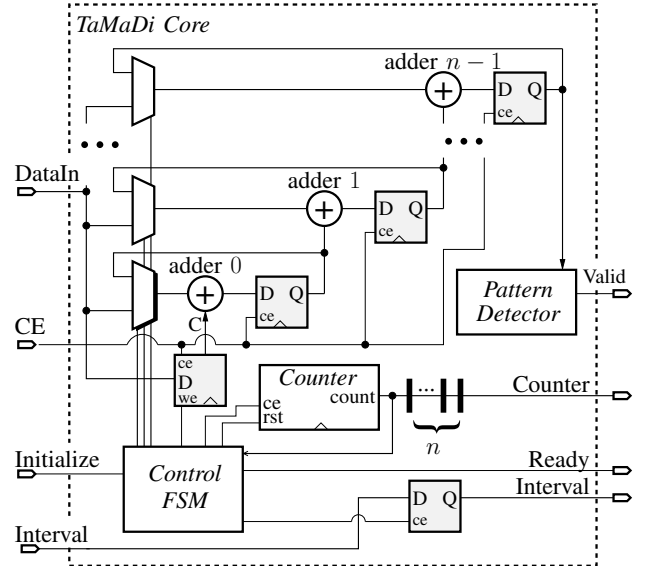 TaMaDi Core
adder n − 1
D Q
ce
DataIn
adder 1
D Q
ce
adder 0
D Q
ce
Valid
Pattern
Detector
C
CE
ce
D
we
Counter
count
ce
rst
...
Counter
n
Initialize
Control
FSM
Ready
Interval
D Q
ce
Interval